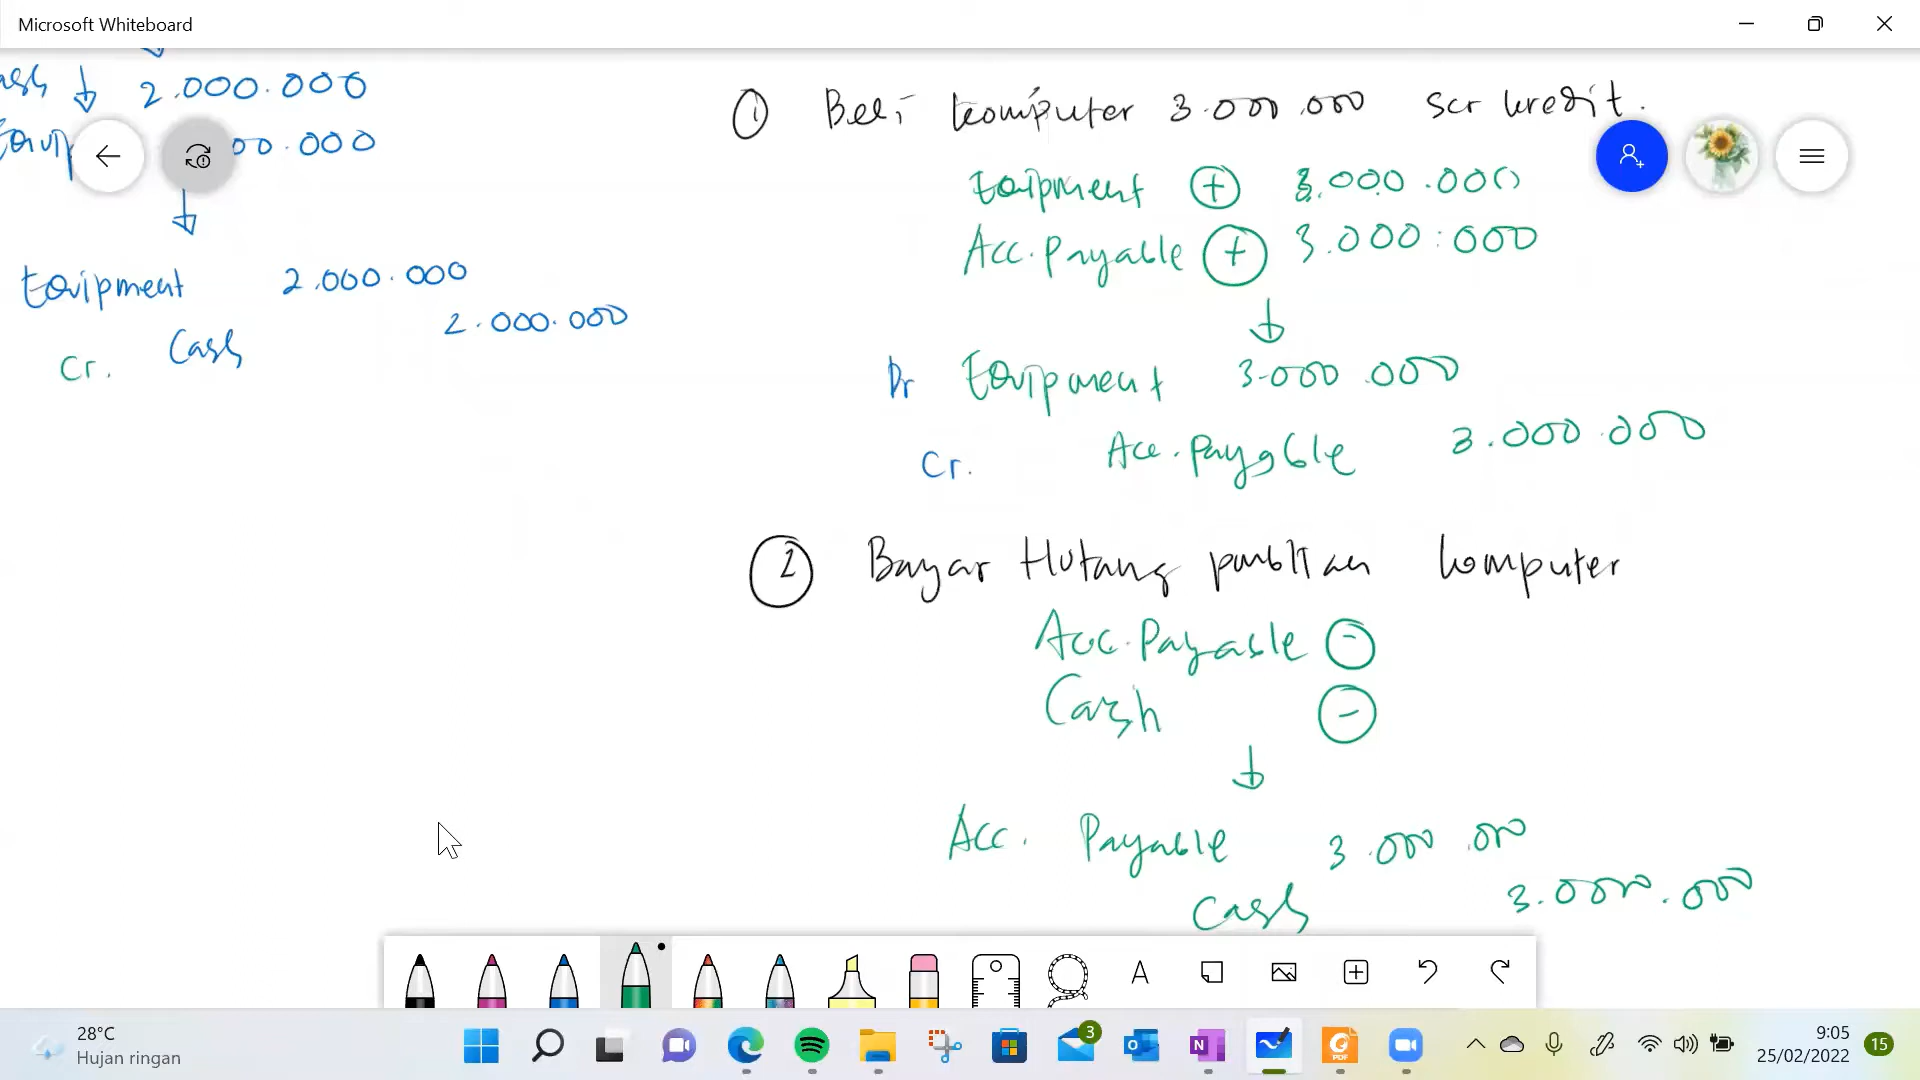 Microsoft Whiteboard
2.000.000
00.000
Equipment 2.000.000
Cr. Cash 2.000.000
① Beli komputer 3.000.000 scr kredit.
Equipment + 3.000.000
Acc. Payable + 3.000.000
Dr Equipment 3.000.000
Cr. Acc. Payable 3.000.000
② Bayar Hutang pmblian komputer
Acc. Payable -
Cash -
Acc. Payable 3.000.000
Cash 3.000.000
A
28°C
Hujan ringan
3
9:05
25/02/2022
15